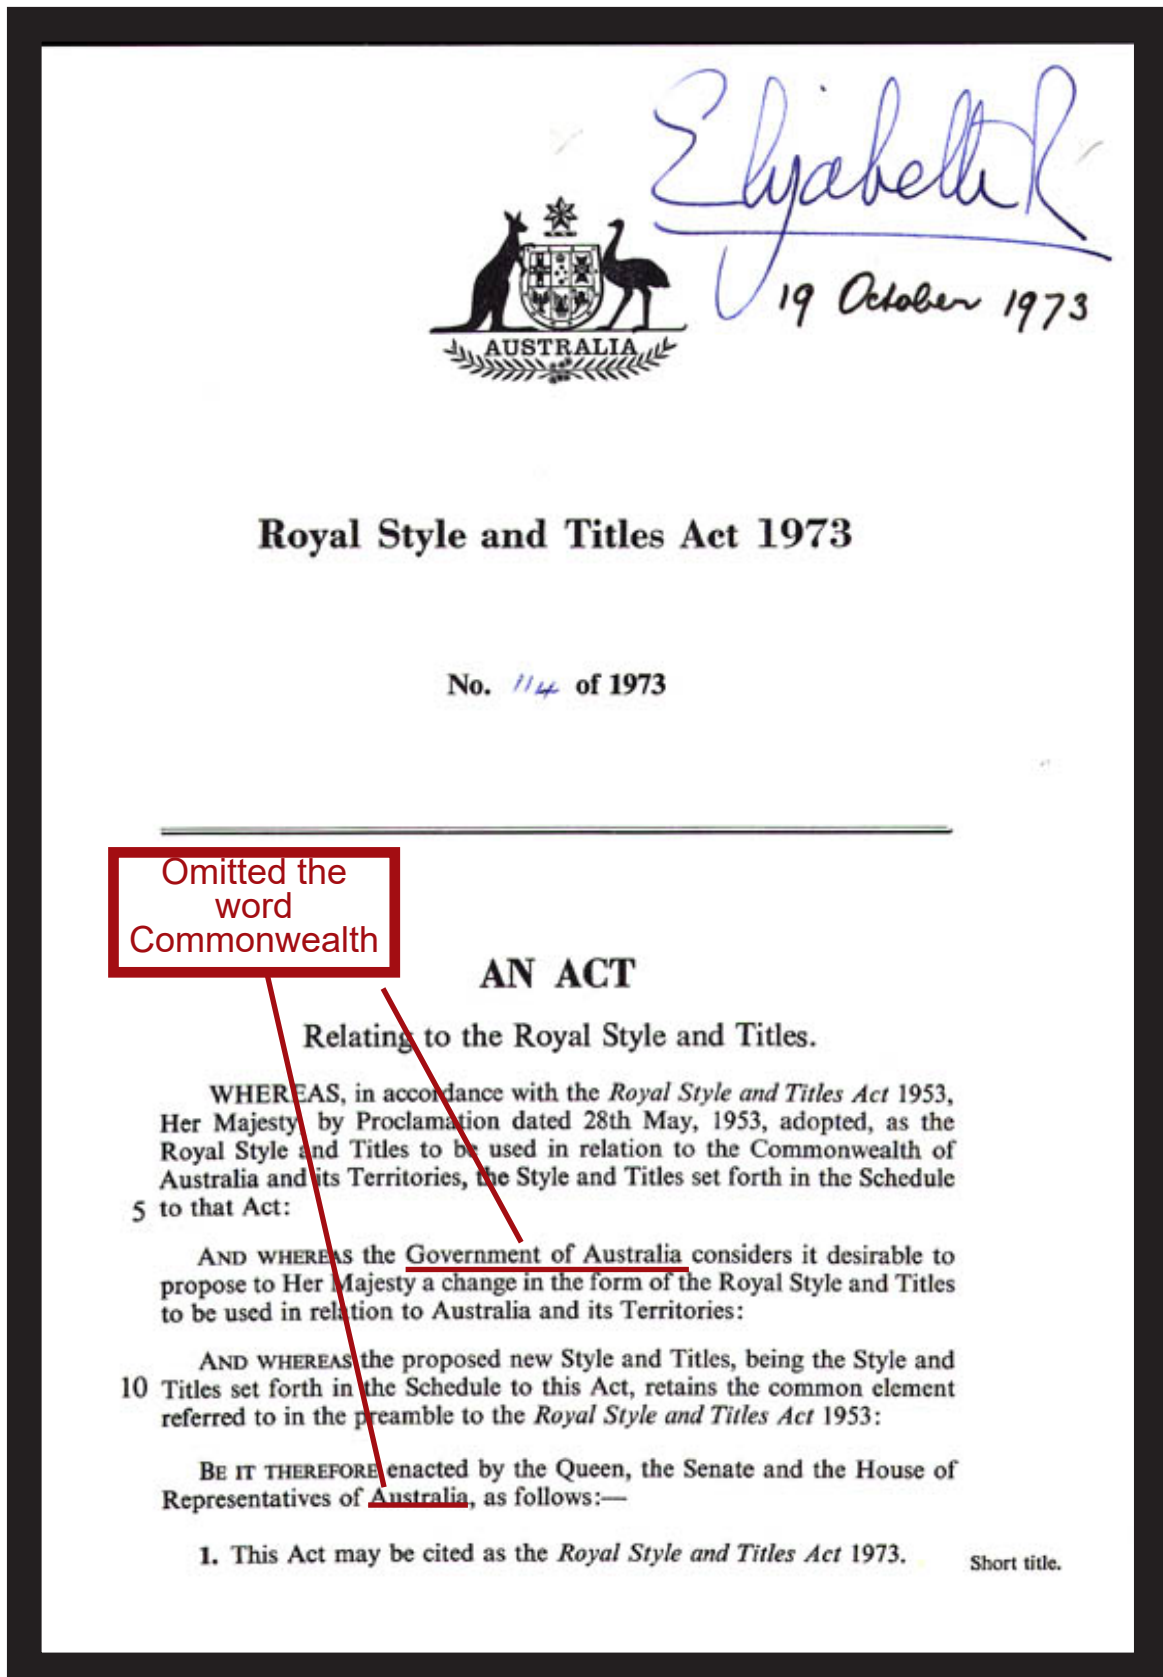 Elizabeth R
19 October 1973
AUSTRALIA
Royal Style and Titles Act 1973
No. 114 of 1973
Omitted the
word
Commonwealth
AN ACT
Relating to the Royal Style and Titles.
WHEREAS, in accordance with the Royal Style and Titles Act 1953,
Her Majesty, by Proclamation dated 28th May, 1953, adopted, as the
Royal Style and Titles to be used in relation to the Commonwealth of
Australia and its Territories, the Style and Titles set forth in the Schedule
5 to that Act:
AND WHEREAS the Government of Australia considers it desirable to
propose to Her Majesty a change in the form of the Royal Style and Titles
to be used in relation to Australia and its Territories:
AND WHEREAS the proposed new Style and Titles, being the Style and
10 Titles set forth in the Schedule to this Act, retains the common element
referred to in the preamble to the Royal Style and Titles Act 1953:
BE IT THEREFORE enacted by the Queen, the Senate and the House of
Representatives of Australia, as follows:—
1. This Act may be cited as the Royal Style and Titles Act 1973.
Short title.